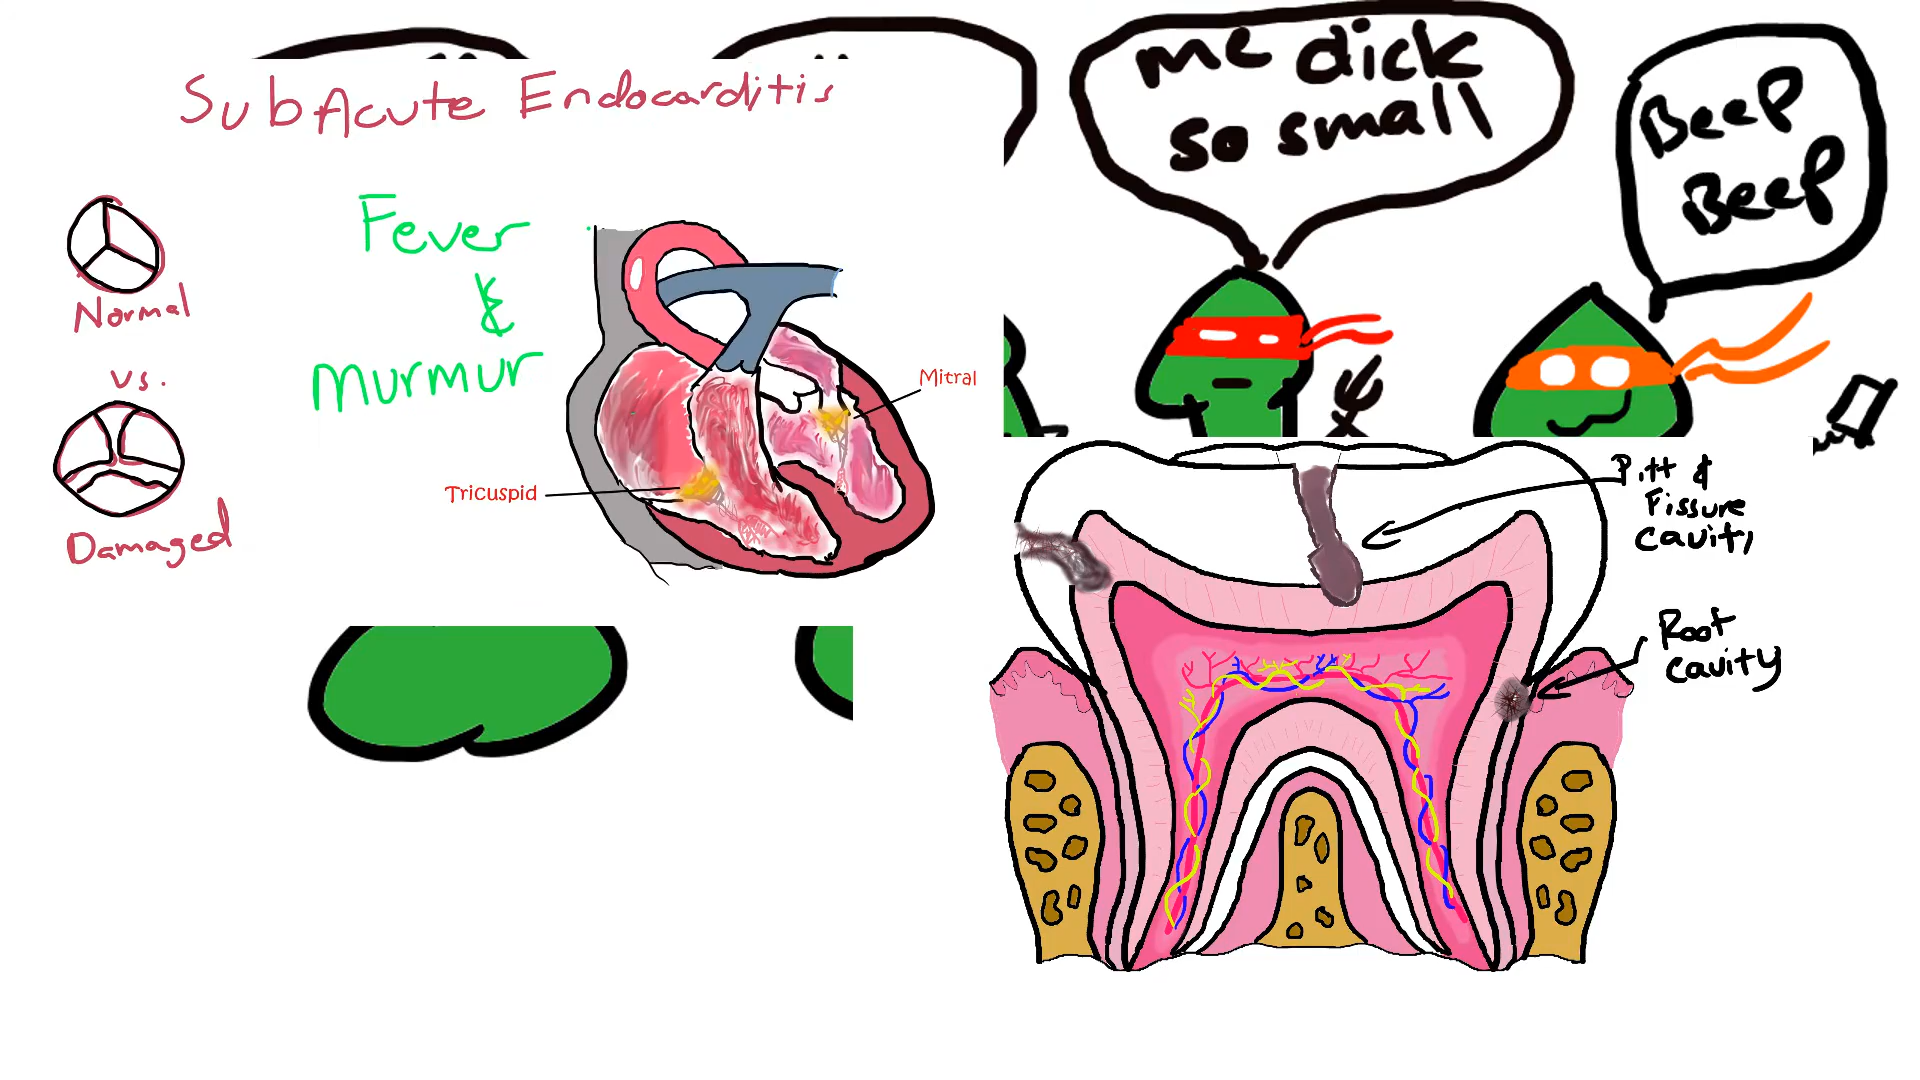 SubAcute Endocarditis
Normal
vs.
Damaged
Fever
&
murmur
Mitral
Tricuspid
me dick
so small
Beep
Beep
Pitt &
Fissure
cavity
Root
cavity